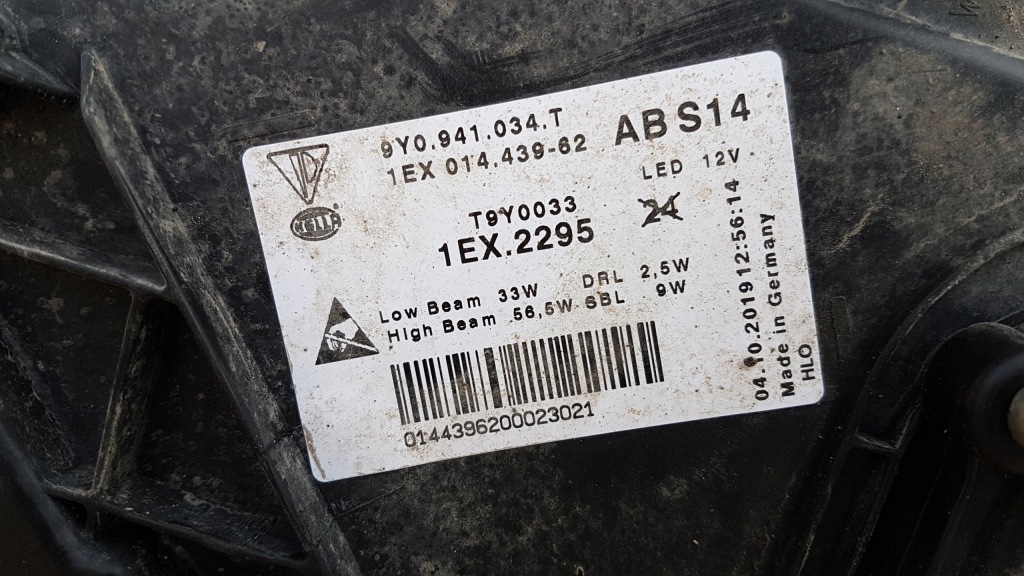 9Y0.941.034.T
1EX 014.439-62
AB S14
LED 12V
HELLA
T9Y0033
24
1EX.2295
Low Beam 33W DRL 2,5W
High Beam 56,5W SBL 9W
0144396200023021
04.10.2019 12:56:14
Made in Germany
HLO